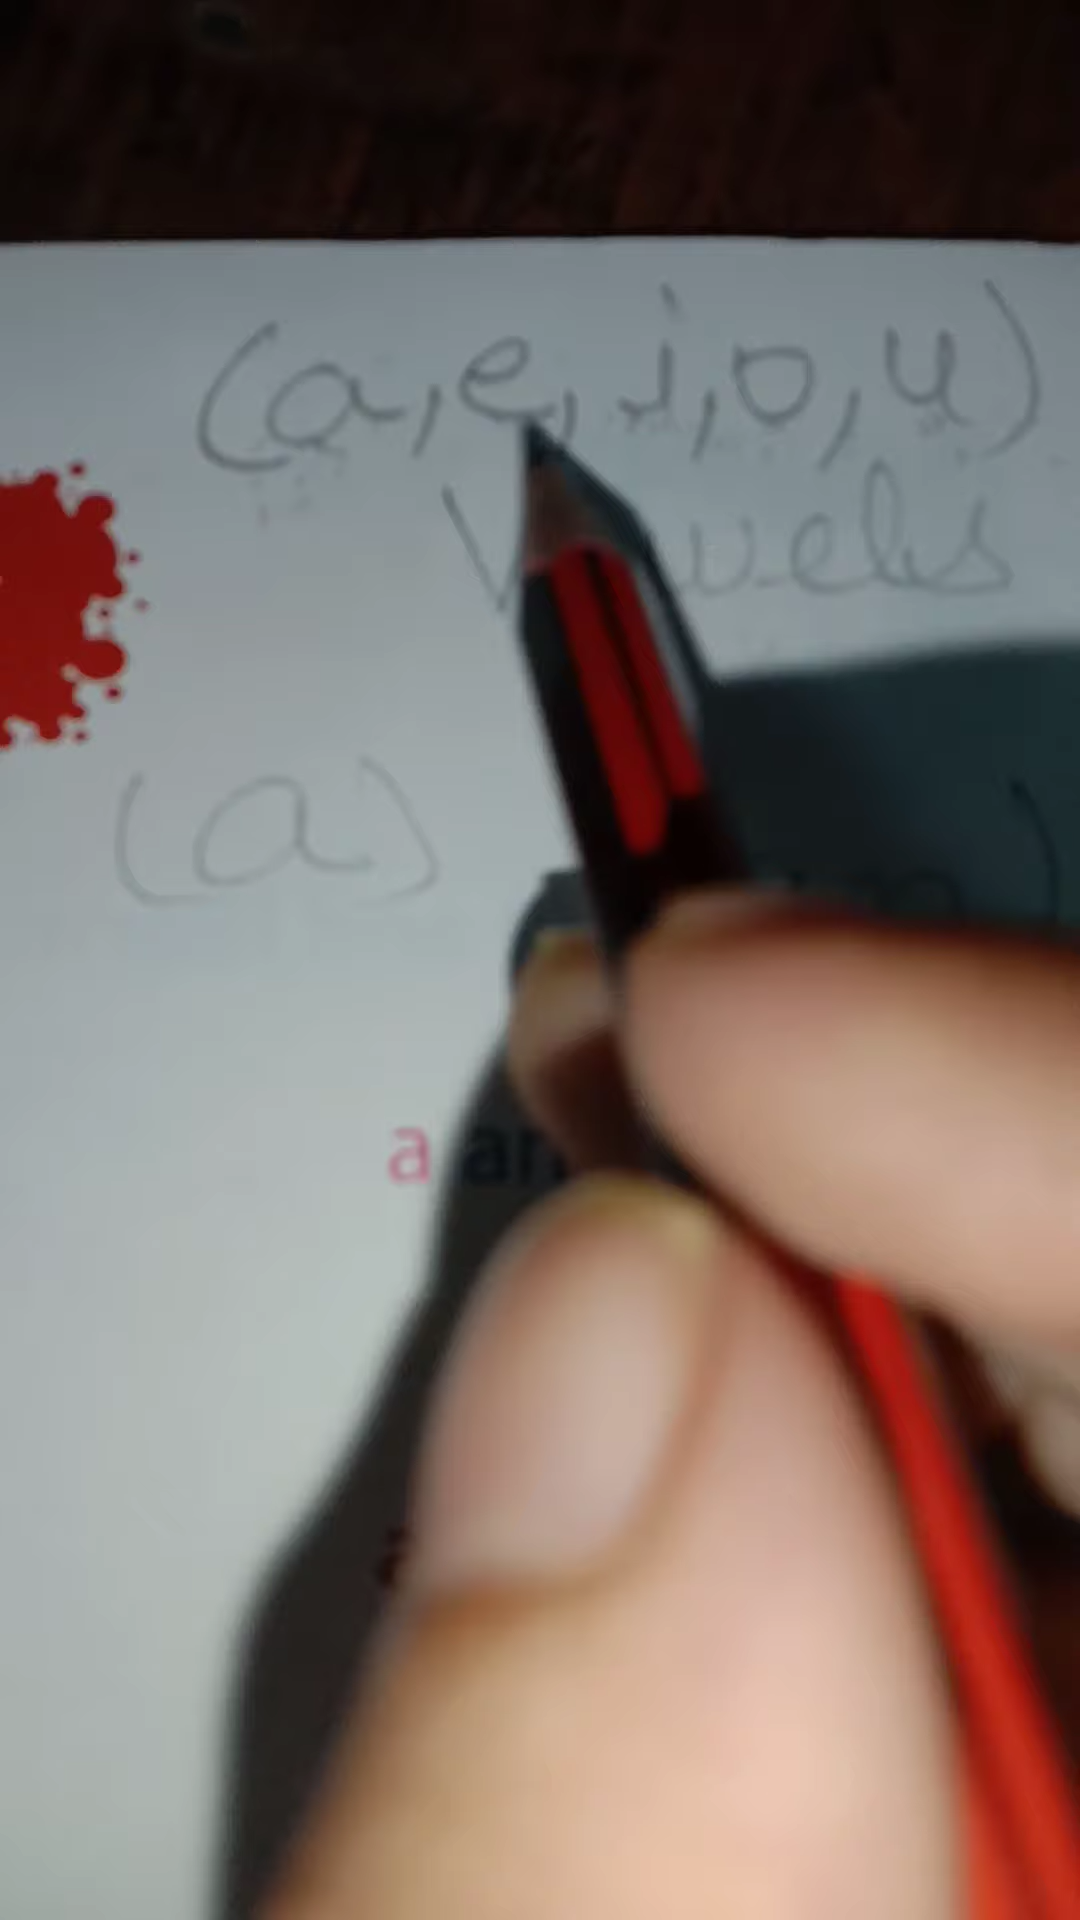 (a, e, i, o, u)
Vowels
(a)
a